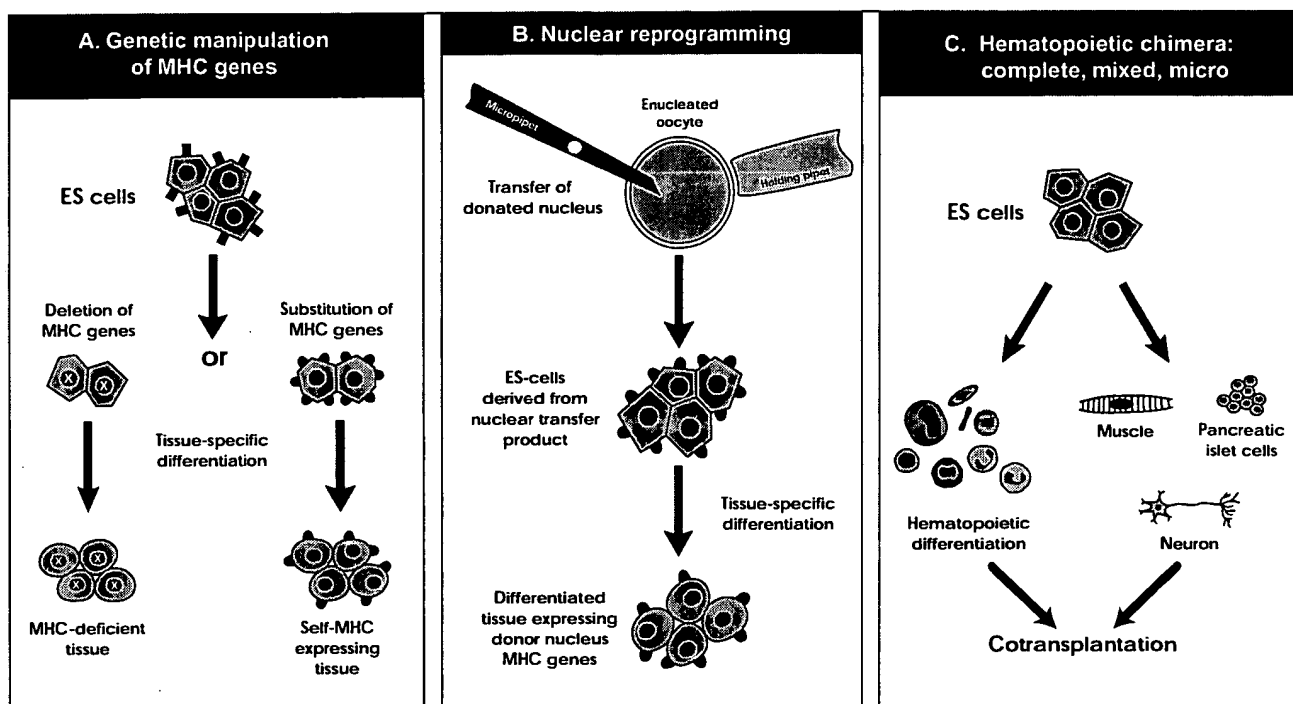 A. Genetic manipulation
of MHC genes
ES cells
Deletion of
MHC genes
or
Substitution of
MHC genes
X
X
Tissue-specific
differentiation
X
X
X
X
MHC-deficient
tissue
Self-MHC
expressing
tissue
B. Nuclear reprogramming
Micropipet
Enucleated
oocyte
Holding pipet
Transfer of
donated nucleus
ES-cells
derived from
nuclear transfer
product
Tissue-specific
differentiation
Differentiated
tissue expressing
donor nucleus
MHC genes
C. Hematopoietic chimera:
complete, mixed, micro
ES cells
Muscle
Pancreatic
islet cells
Hematopoietic
differentiation
Neuron
Cotransplantation